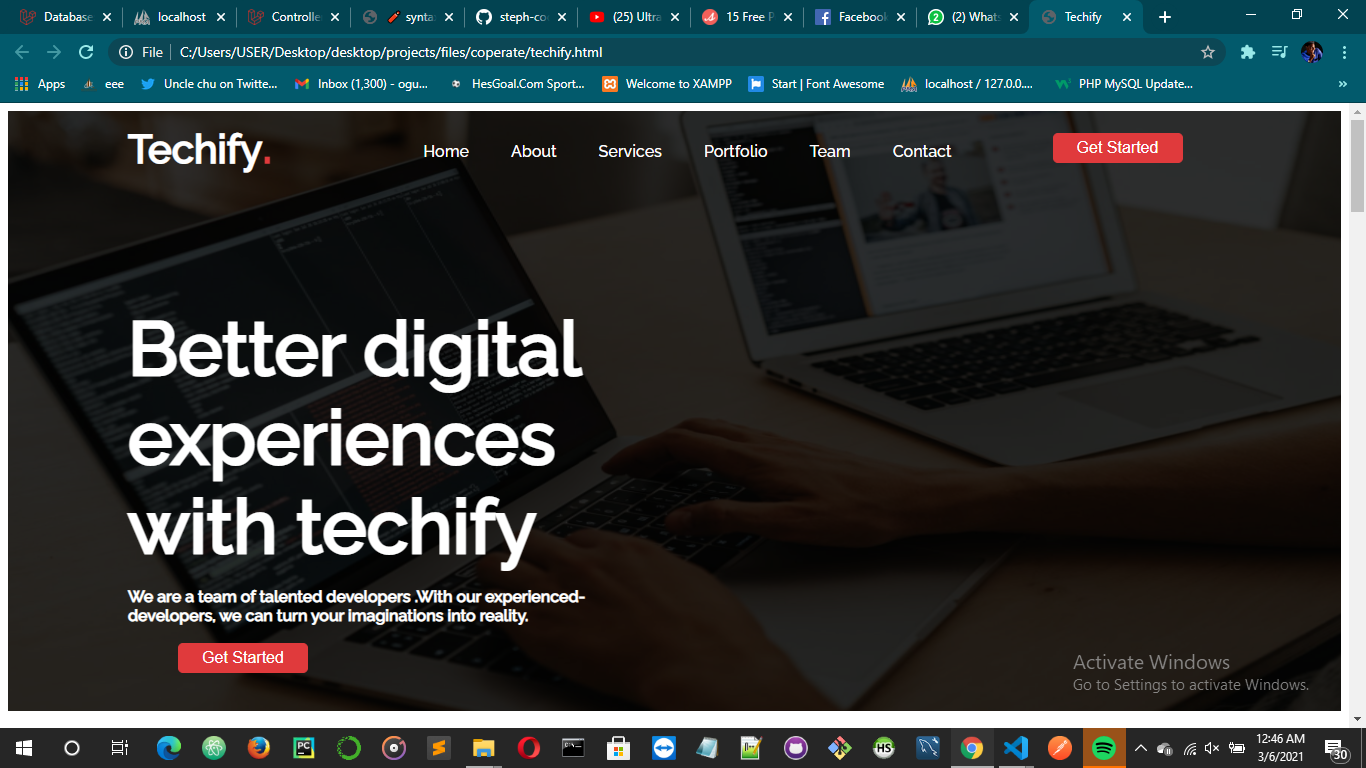 Database
localhost
Controlle
synta
steph-co
(25) Ultra
15 Free P
Facebook
(2) Whats
Techify
File
C:/Users/USER/Desktop/desktop/projects/files/coperate/techify.html
Apps
eee
Uncle chu on Twitte...
Inbox (1,300) - ogu...
HesGoal.Com Sport...
Welcome to XAMPP
Start | Font Awesome
localhost / 127.0.0....
PHP MySQL Update...
»
Techify.
Home
About
Services
Portfolio
Team
Contact
Get Started
Better digital
experiences
with techify
We are a team of talented developers .With our experienced-
developers, we can turn your imaginations into reality.
Get Started
Activate Windows
Go to Settings to activate Windows.
12:46 AM
3/6/2021
30